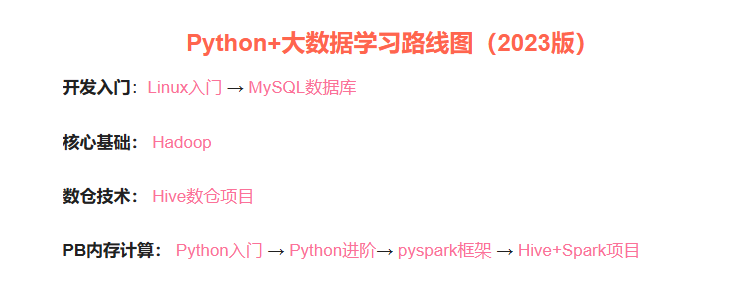 Python+大数据学习路线图（2023版）
开发入门：Linux入门 → MySQL数据库
核心基础： Hadoop
数仓技术： Hive数仓项目
PB内存计算： Python入门 → Python进阶→ pyspark框架 → Hive+Spark项目